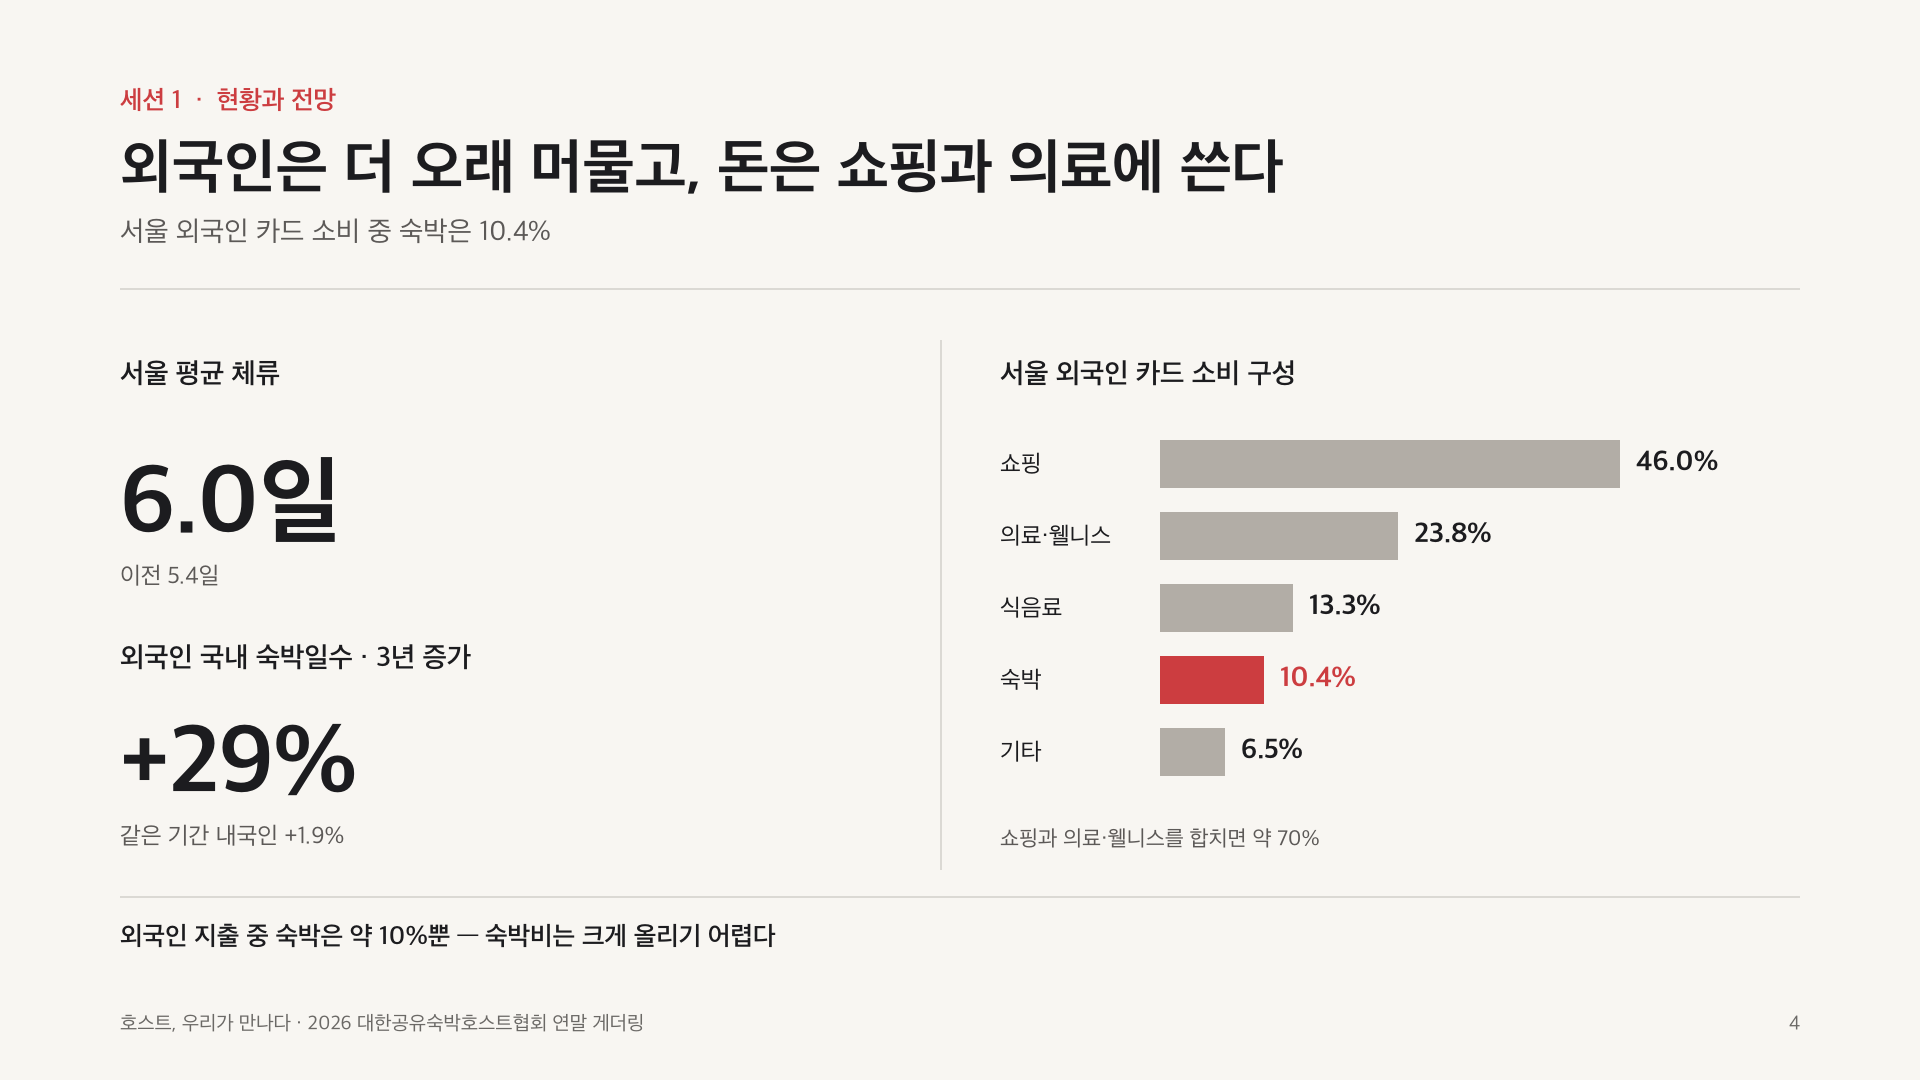 세션 1 · 현황과 전망
외국인은 더 오래 머물고, 돈은 쇼핑과 의료에 쓴다
서울 외국인 카드 소비 중 숙박은 10.4%
서울 평균 체류
6.0일
이전 5.4일
외국인 국내 숙박일수 · 3년 증가
+29%
같은 기간 내국인 +1.9%
서울 외국인 카드 소비 구성
쇼핑 46.0%
의료·웰니스 23.8%
식음료 13.3%
숙박 10.4%
기타 6.5%
쇼핑과 의료·웰니스를 합치면 약 70%
외국인 지출 중 숙박은 약 10%뿐 — 숙박비는 크게 올리기 어렵다
호스트, 우리가 만나다 · 2026 대한공유숙박호스트협회 연말 게더링
4